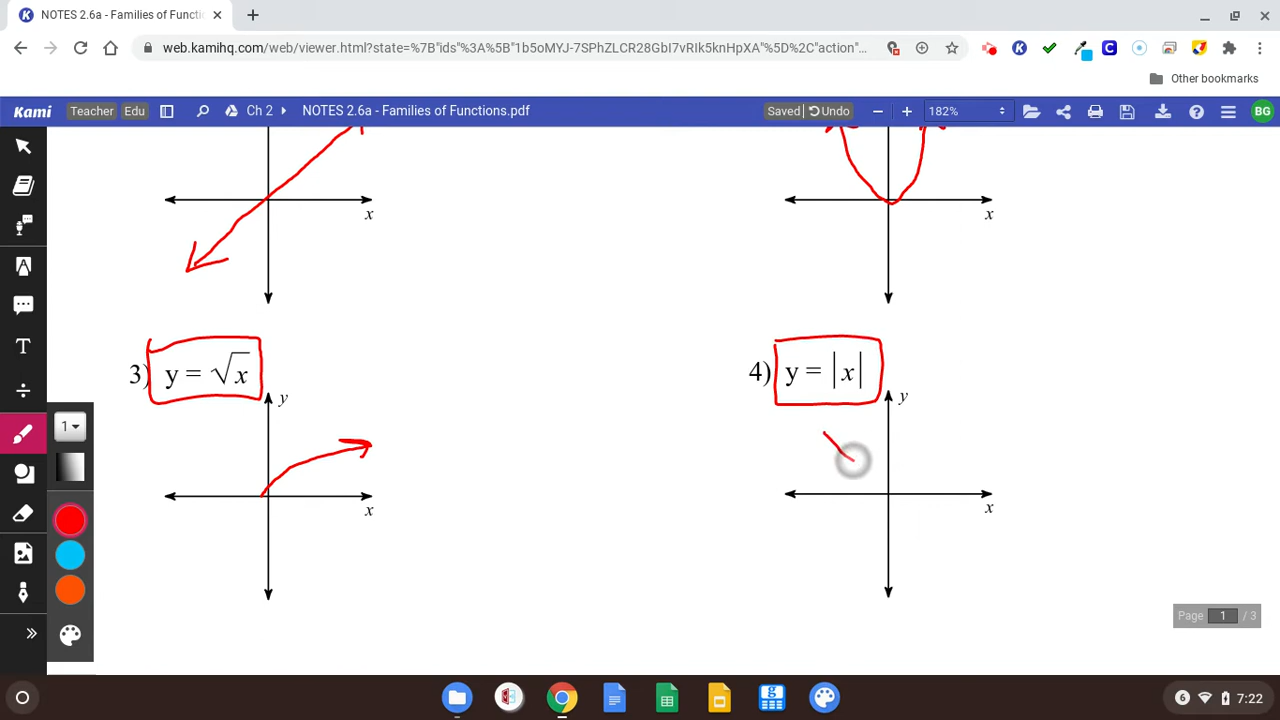 NOTES 2.6a - Families of Functi
web.kamihq.com/web/viewer.html?state=%7B"ids"%3A%5B"1b5oMYJ-7SPhZLCR28GbI7vRIk5knHpXA"%5D%2C"action"...
Other bookmarks
Kami Teacher Edu Ch 2 NOTES 2.6a - Families of Functions.pdf Saved Undo 182% BG
x x
3) y = √x
4) y = |x|
y y
1
x x
Page 1 / 3
6 7:22